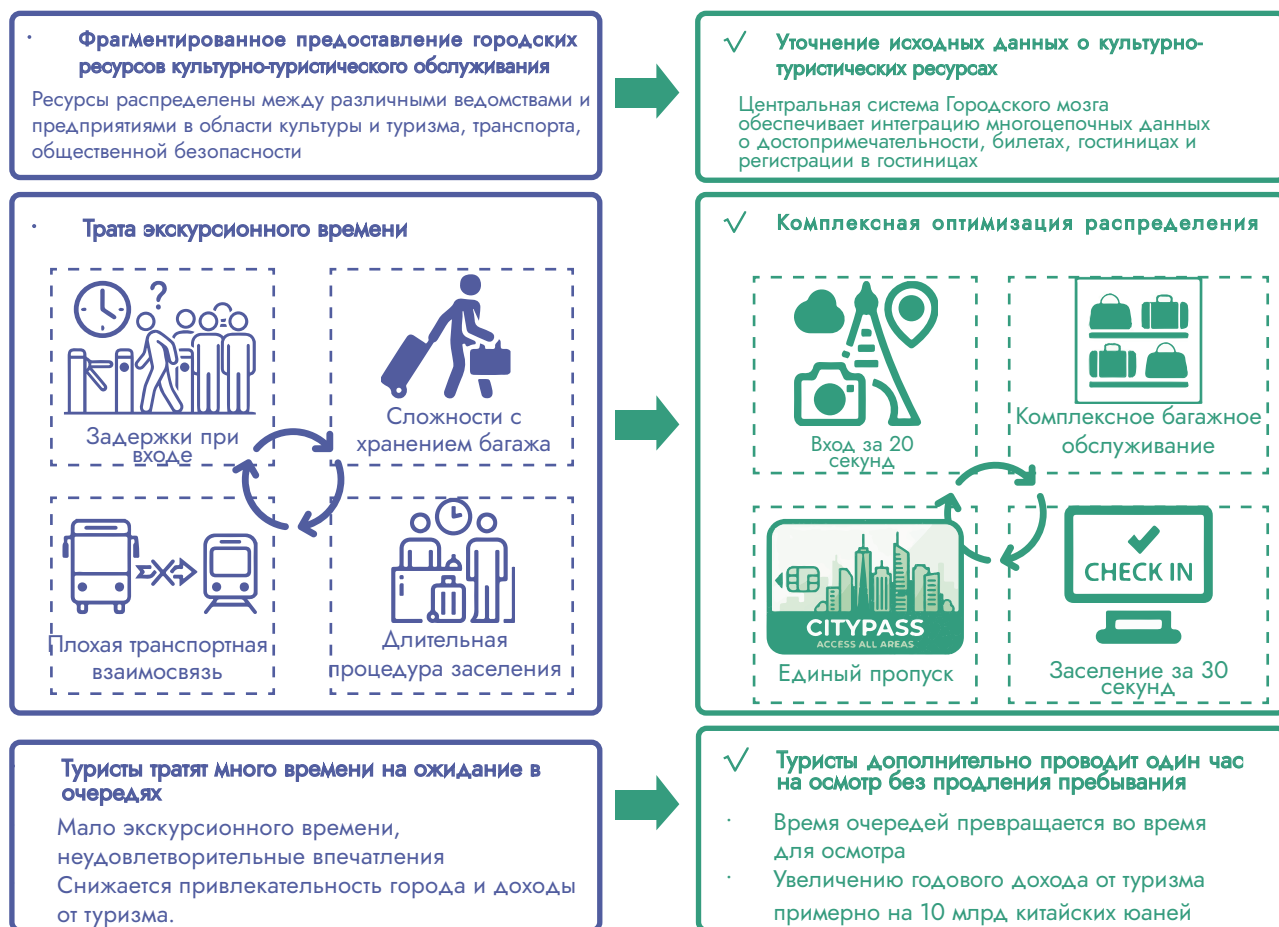 · Фрагментированное предоставление городских
ресурсов культурно-туристического обслуживания
Ресурсы распределены между различными ведомствами и
предприятиями в области культуры и туризма, транспорта,
общественной безопасности
√ Уточнение исходных данных о культурно-
туристических ресурсах
Центральная система Городского мозга
обеспечивает интеграцию многоцепочных данных
о достопримечательности, билетах, гостиницах и
регистрации в гостиницах
· Трата экскурсионного времени
?
Задержки при
входе
Сложности с
хранением багажа
Плохая транспортная
взаимосвязь
Длительная
процедура заселения
√ Комплексная оптимизация распределения
Вход за 20
секунд
Комплексное багажное
обслуживание
CITYPASS
ACCESS ALL AREAS
Единый пропуск
CHECK IN
Заселение за 30
секунд
Туристы тратят много времени на ожидание в
очередях
Мало экскурсионного времени,
неудовлетворительные впечатления
Снижается привлекательность города и доходы
от туризма.
√ Туристы дополнительно проводит один час
на осмотр без продления пребывания
· Время очередей превращается во время
для осмотра
· Увеличению годового дохода от туризма
примерно на 10 млрд китайских юаней